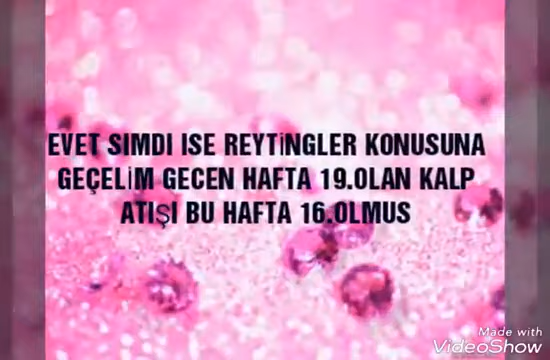 EVET SIMDI ISE REYTİNGLER KONUSUNA
GEÇELİM GECEN HAFTA 19.OLAN KALP
ATIŞI BU HAFTA 16.OLMUS
Made with
VideoShow